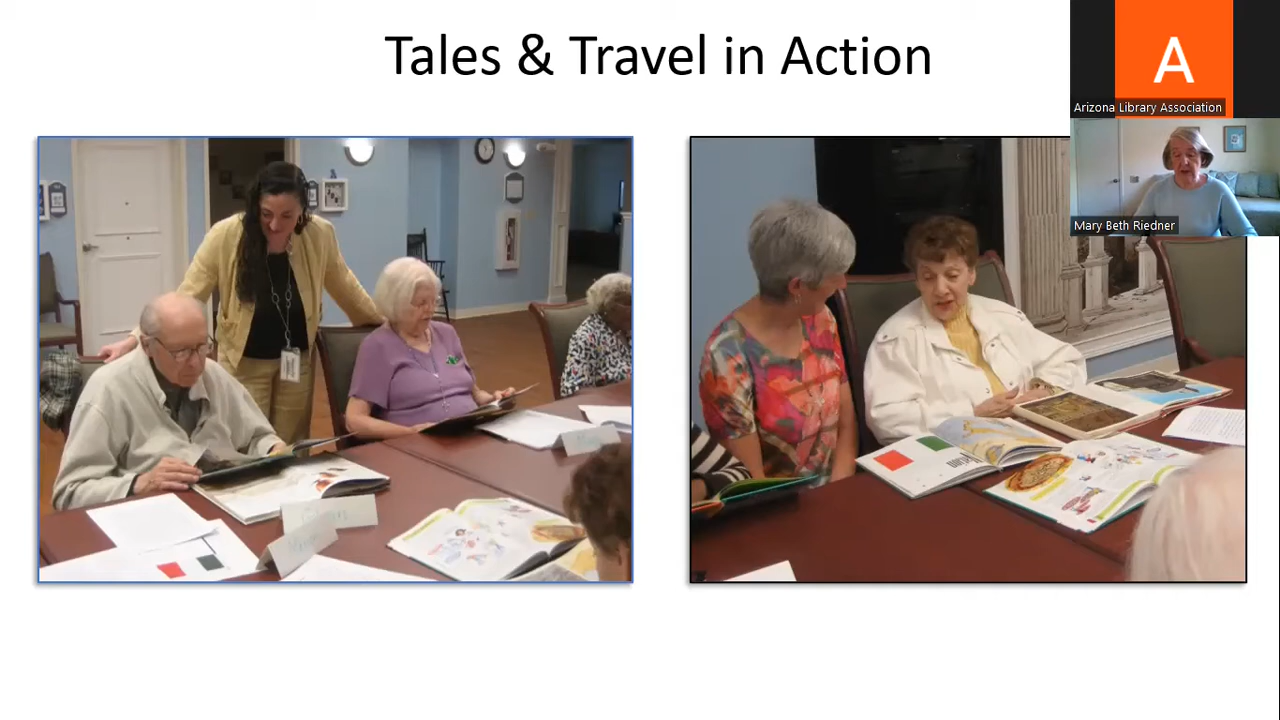 Tales & Travel in Action
A
Arizona Library Association
Mary Beth Riedner